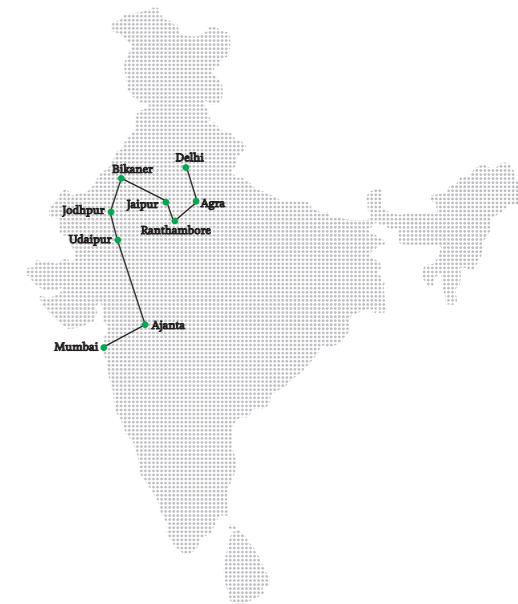 Delhi
Bikaner
Jaipur
Agra
Jodhpur
Ranthambore
Udaipur
Ajanta
Mumbai